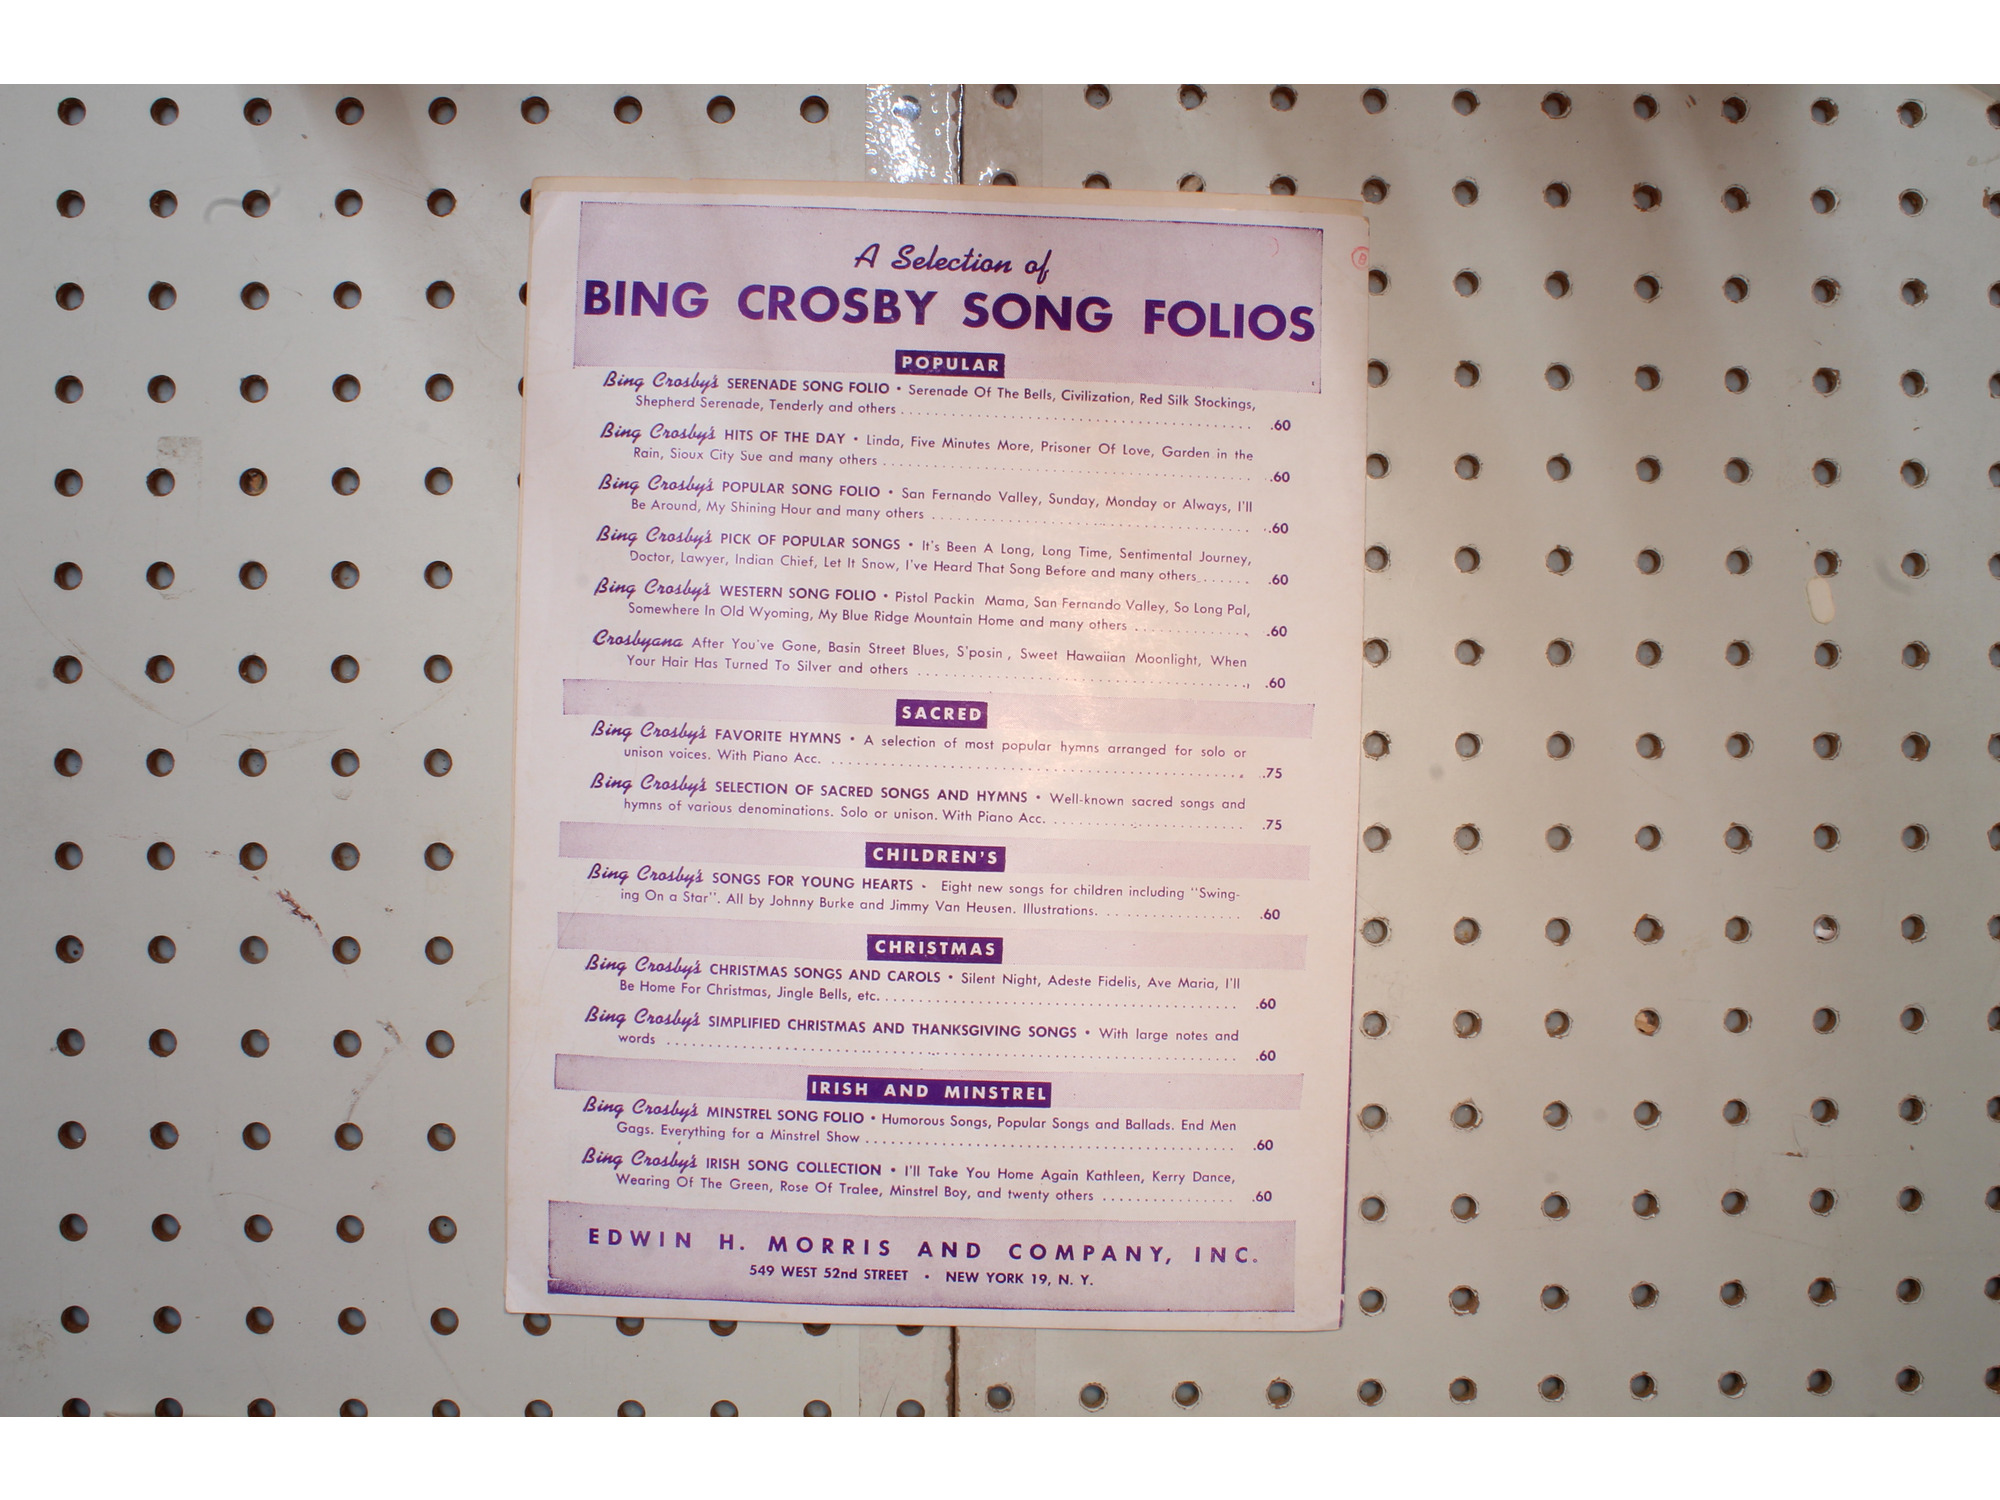 A Selection of
BING CROSBY SONG FOLIOS
POPULAR
Bing Crosby's SERENADE SONG FOLIO • Serenade Of The Bells, Civilization, Red Silk Stockings,
Shepherd Serenade, Tenderly and others . . . . . . . . . . . . . . . . . . . . .60
Bing Crosby's HITS OF THE DAY • Linda, Five Minutes More, Prisoner Of Love, Garden in the
Rain, Sioux City Sue and many others . . . . . . . . . . . . . . . . . . . . .60
Bing Crosby's POPULAR SONG FOLIO • San Fernando Valley, Sunday, Monday or Always, I'll
Be Around, My Shining Hour and many others . . . . . . . . . . . . . . . . . . . . .60
Bing Crosby's PICK OF POPULAR SONGS • It's Been A Long, Long Time, Sentimental Journey,
Doctor, Lawyer, Indian Chief, Let It Snow, I've Heard That Song Before and many others. . . . . . . .60
Bing Crosby's WESTERN SONG FOLIO • Pistol Packin Mama, San Fernando Valley, So Long Pal,
Somewhere In Old Wyoming, My Blue Ridge Mountain Home and many others . . . . . . . . . . . . .60
Crosbyana After You've Gone, Basin Street Blues, S'posin , Sweet Hawaiian Moonlight, When
Your Hair Has Turned To Silver and others . . . . . . . . . . . . . . . . . . . . .60
SACRED
Bing Crosby's FAVORITE HYMNS • A selection of most popular hymns arranged for solo or
unison voices. With Piano Acc. . . . . . . . . . . . . . . . . . . . . .75
Bing Crosby's SELECTION OF SACRED SONGS AND HYMNS • Well-known sacred songs and
hymns of various denominations. Solo or unison. With Piano Acc. . . . . . . . . . . . . . . . . . . . . .75
CHILDREN'S
Bing Crosby's SONGS FOR YOUNG HEARTS • Eight new songs for children including "Swing-
ing On a Star". All by Johnny Burke and Jimmy Van Heusen. Illustrations. . . . . . . . . . . . . . . . .60
CHRISTMAS
Bing Crosby's CHRISTMAS SONGS AND CAROLS • Silent Night, Adeste Fidelis, Ave Maria, I'll
Be Home For Christmas, Jingle Bells, etc. . . . . . . . . . . . . . . . . . . . . .60
Bing Crosby's SIMPLIFIED CHRISTMAS AND THANKSGIVING SONGS • With large notes and
words . . . . . . . . . . . . . . . . . . . . .60
IRISH AND MINSTREL
Bing Crosby's MINSTREL SONG FOLIO • Humorous Songs, Popular Songs and Ballads. End Men
Gags. Everything for a Minstrel Show . . . . . . . . . . . . . . . . . . . . .60
Bing Crosby's IRISH SONG COLLECTION • I'll Take You Home Again Kathleen, Kerry Dance,
Wearing Of The Green, Rose Of Tralee, Minstrel Boy, and twenty others . . . . . . . . . . . . . . . .60
EDWIN H. MORRIS AND COMPANY, INC.
549 WEST 52nd STREET • NEW YORK 19, N. Y.